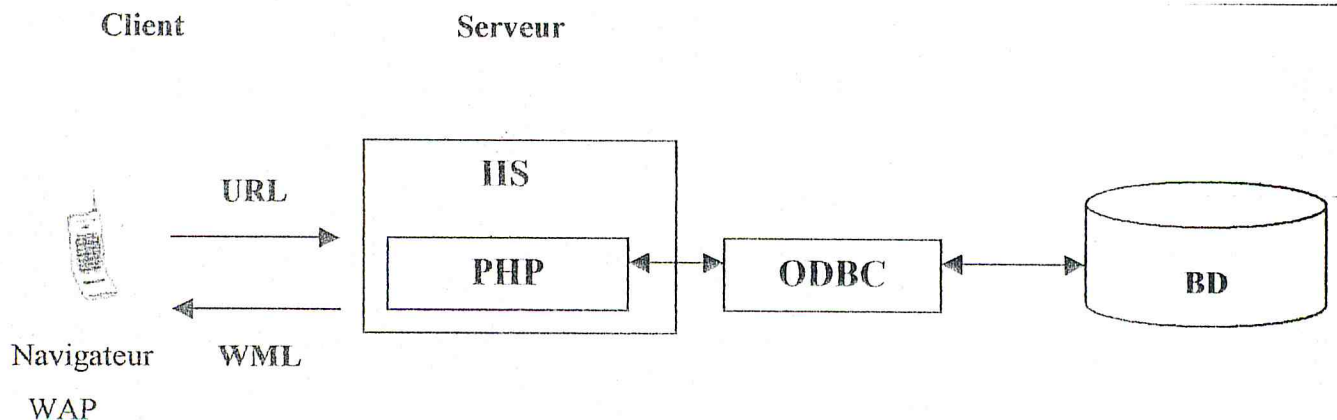 Client
Serveur
IIS
URL
PHP
ODBC
BD
Navigateur
WAP
WML